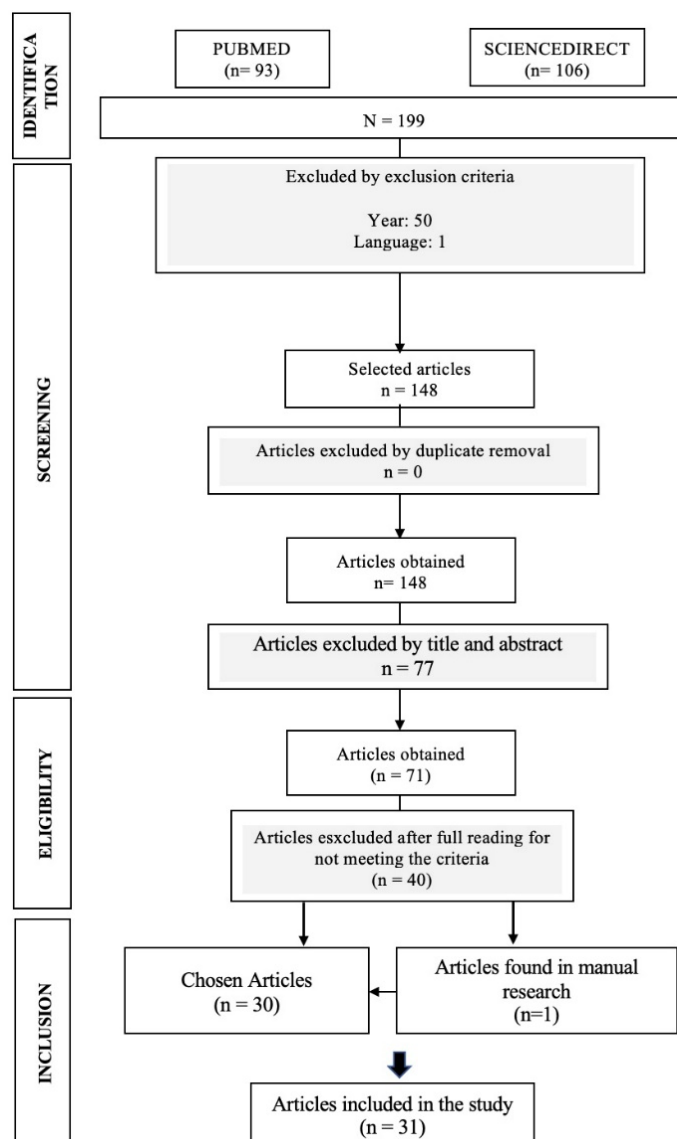 IDENTIFICA
TION
PUBMED
(n= 93)
SCIENCEDIRECT
(n= 106)
N = 199
SCREENING
Excluded by exclusion criteria
Year: 50
Language: 1
Selected articles
n = 148
Articles excluded by duplicate removal
n = 0
Articles obtained
n= 148
Articles excluded by title and abstract
n = 77
ELIGIBILITY
Articles obtained
(n = 71)
Articles esxcluded after full reading for
not meeting the criteria
(n = 40)
INCLUSION
Chosen Articles
(n = 30)
Articles found in manual
research
(n=1)
Articles included in the study
n = 31)